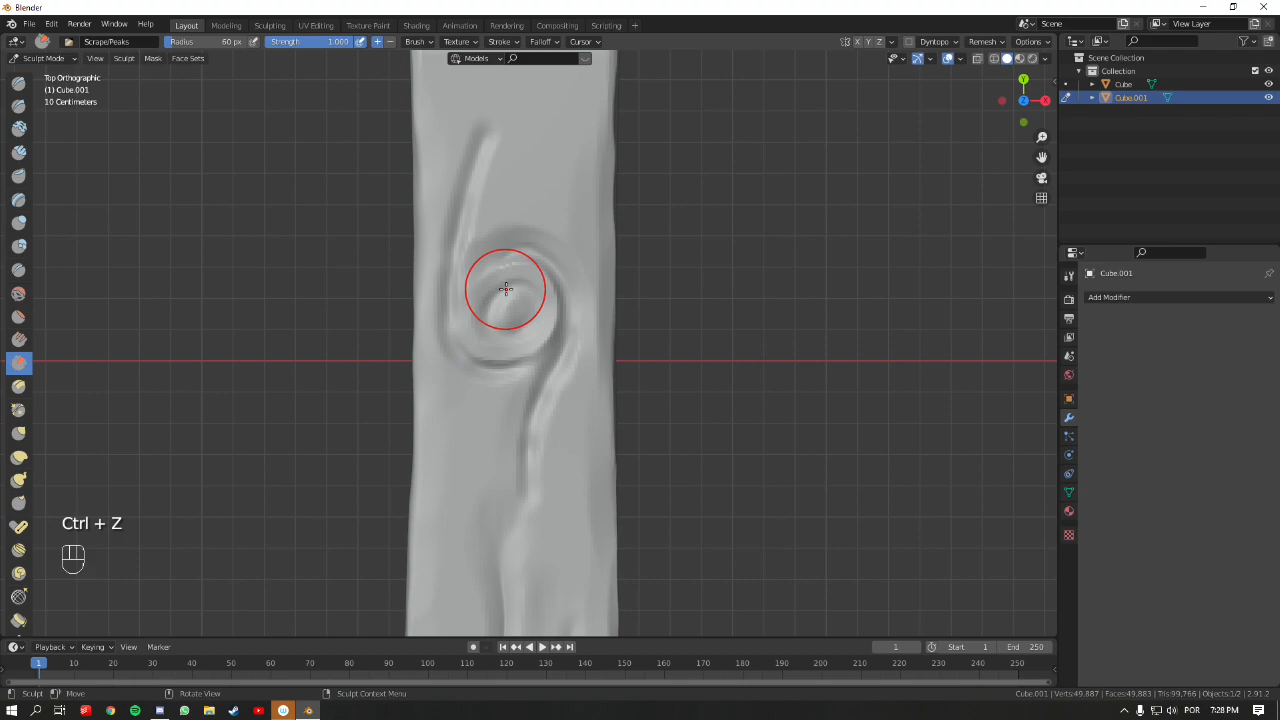 Blender
File Edit Render Window Help Layout Modeling Sculpting UV Editing Texture Paint Shading Animation Rendering Compositing Scripting + Scene View Layer
Scrape/Peaks Radius 60 px Strength 1.000 + − Brush Texture Stroke Falloff Cursor X Y Z Dyntopo Remesh Options
Sculpt Mode View Sculpt Mask Face Sets Models
Scene Collection
Collection
Cube
Cube.001
Top Orthographic
(1) Cube.001
10 Centimeters
Y
Z X
Cube.001
Add Modifier
Ctrl + Z
Playback Keying View Marker 1 Start 1 End 250
1 10 20 30 40 50 60 70 80 90 100 110 120 130 140 150 160 170 180 190 200 210 220 230 240 250
Sculpt Move Rotate View Sculpt Context Menu Cube.001 | Verts:49,887 | Faces:49,883 | Tris:99,766 | Objects:1/2 | 2.91.2
POR 7:28 PM